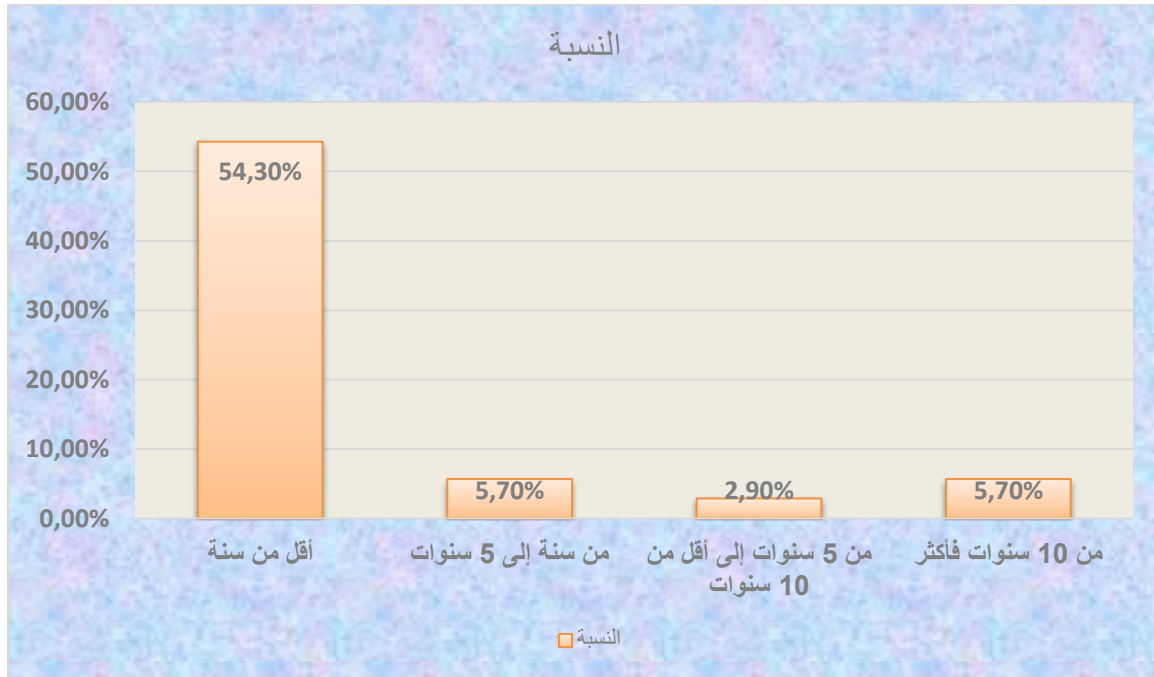 النسبة
60,00%
50,00%
40,00%
30,00%
20,00%
10,00%
0,00%
54,30%
5,70%
2,90%
5,70%
أقل من سنة
من سنة إلى 5 سنوات
من 5 سنوات إلى أقل من
10 سنوات
من 10 سنوات فأكثر
النسبة